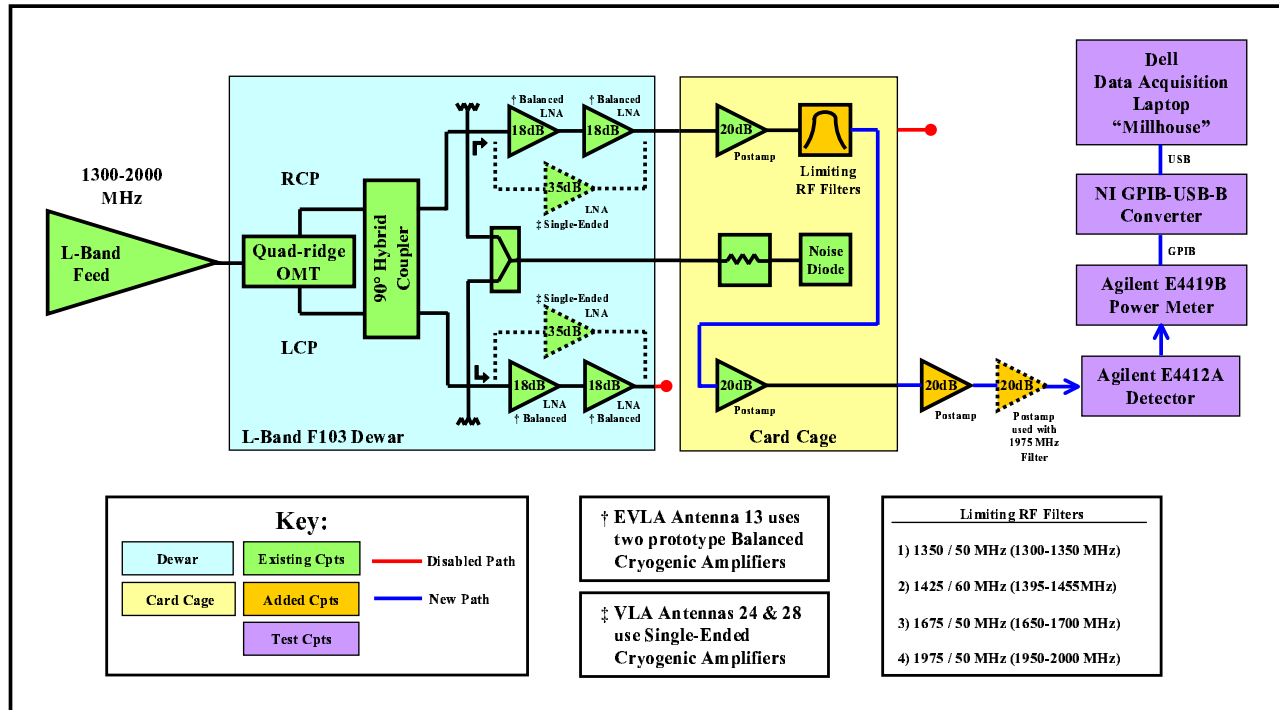 1300-2000
MHz
L-Band
Feed
RCP
LCP
Quad-ridge
OMT
90° Hybrid
Coupler
† Balanced
LNA
18dB
† Balanced
LNA
18dB
35dB
LNA
‡ Single-Ended
‡ Single-Ended
LNA
35dB
18dB
LNA
† Balanced
18dB
LNA
† Balanced
L-Band F103 Dewar
20dB
Postamp
Limiting
RF Filters
Noise
Diode
20dB
Postamp
Card Cage
20dB
Postamp
20dB
Postamp
used with
1975 MHz
Filter
Dell
Data Acquisition
Laptop
“Millhouse”
USB
NI GPIB-USB-B
Converter
GPIB
Agilent E4419B
Power Meter
Agilent E4412A
Detector
Key:
Dewar
Existing Cpts
Disabled Path
Card Cage
Added Cpts
New Path
Test Cpts
† EVLA Antenna 13 uses
two prototype Balanced
Cryogenic Amplifiers
‡ VLA Antennas 24 & 28
use Single-Ended
Cryogenic Amplifiers
Limiting RF Filters
1) 1350 / 50 MHz (1300-1350 MHz)
2) 1425 / 60 MHz (1395-1455MHz)
3) 1675 / 50 MHz (1650-1700 MHz)
4) 1975 / 50 MHz (1950-2000 MHz)